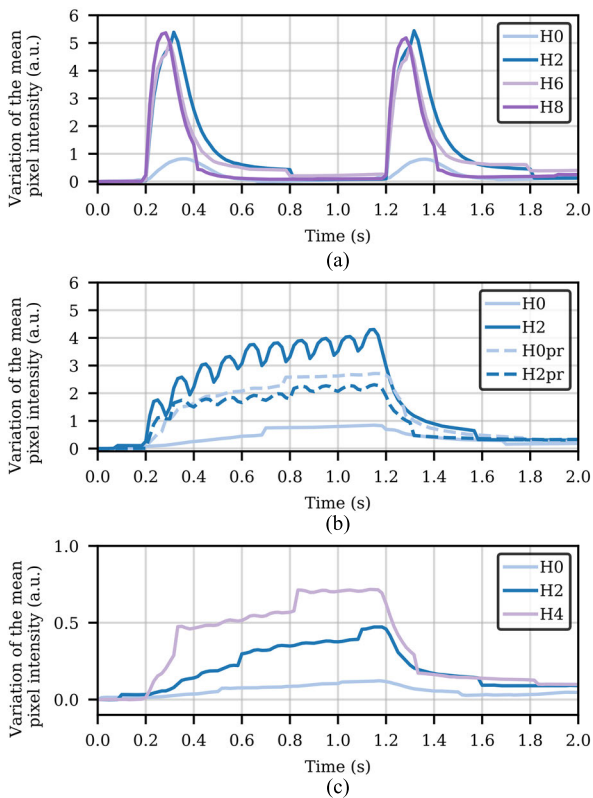 Variation of the mean
pixel intensity (a.u.)
6
5
4
3
2
1
0
H0
H2
H6
H8
0.0 0.2 0.4 0.6 0.8 1.0 1.2 1.4 1.6 1.8 2.0
Time (s)
(a)
Variation of the mean
pixel intensity (a.u.)
6
5
4
3
2
1
0
H0
H2
H0pr
H2pr
0.0 0.2 0.4 0.6 0.8 1.0 1.2 1.4 1.6 1.8 2.0
Time (s)
(b)
Variation of the mean
pixel intensity (a.u.)
1.0
0.5
0.0
H0
H2
H4
0.0 0.2 0.4 0.6 0.8 1.0 1.2 1.4 1.6 1.8 2.0
Time (s)
(c)